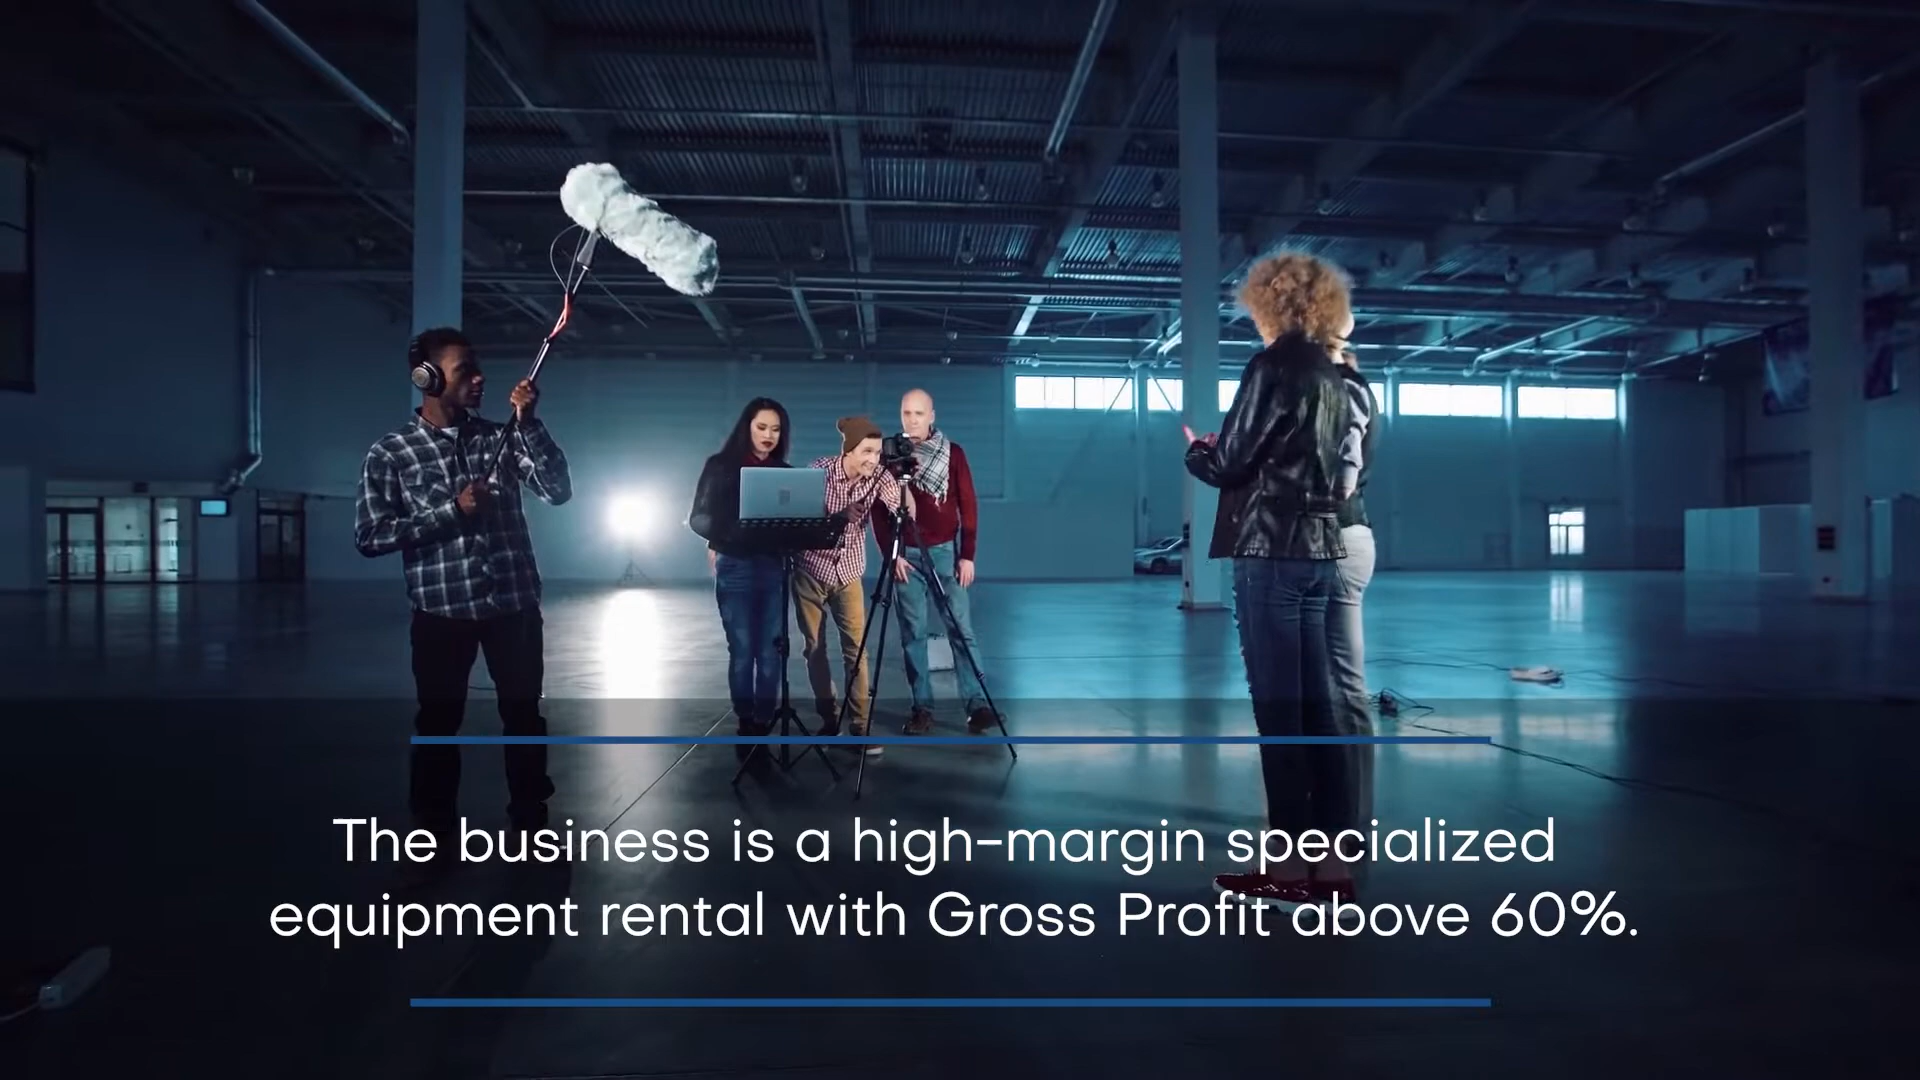 The business is a high-margin specialized
equipment rental with Gross Profit above 60%.